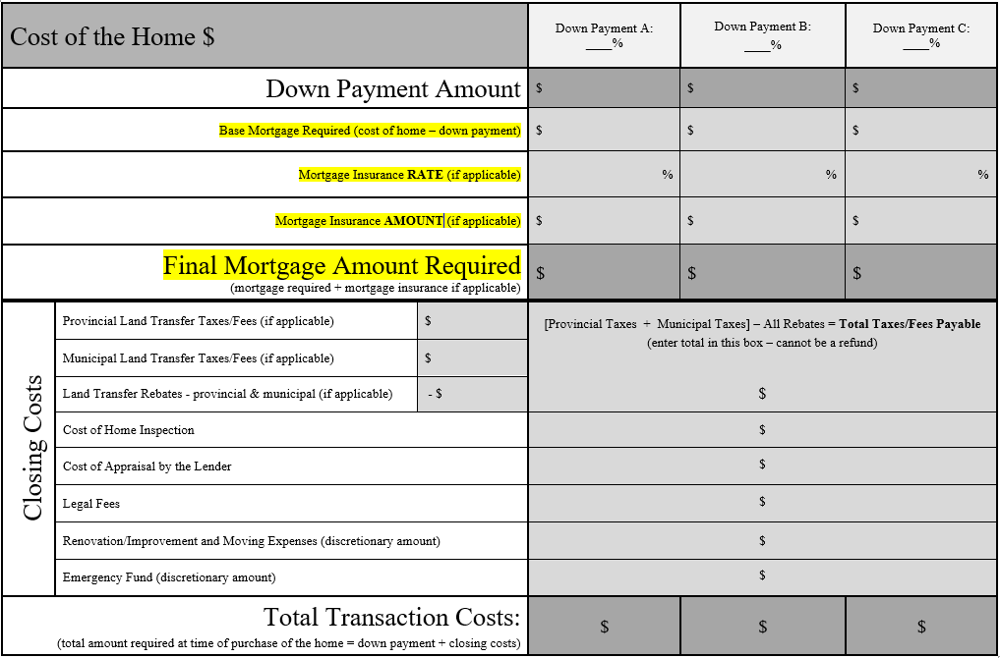 Cost of the Home $
Down Payment A:
____%
Down Payment B:
____%
Down Payment C:
____%
Down Payment Amount
$
$
$
Base Mortgage Required (cost of home – down payment)
$
$
$
Mortgage Insurance RATE (if applicable)
%
%
%
Mortgage Insurance AMOUNT (if applicable)
$
$
$
Final Mortgage Amount Required
(mortgage required + mortgage insurance if applicable)
$
$
$
Closing Costs
Provincial Land Transfer Taxes/Fees (if applicable)
$
[Provincial Taxes + Municipal Taxes] – All Rebates = Total Taxes/Fees Payable
(enter total in this box – cannot be a refund)
Municipal Land Transfer Taxes/Fees (if applicable)
$
Land Transfer Rebates - provincial & municipal (if applicable)
- $
$
Cost of Home Inspection
$
Cost of Appraisal by the Lender
$
Legal Fees
$
Renovation/Improvement and Moving Expenses (discretionary amount)
$
Emergency Fund (discretionary amount)
$
Total Transaction Costs:
(total amount required at time of purchase of the home = down payment + closing costs)
$
$
$